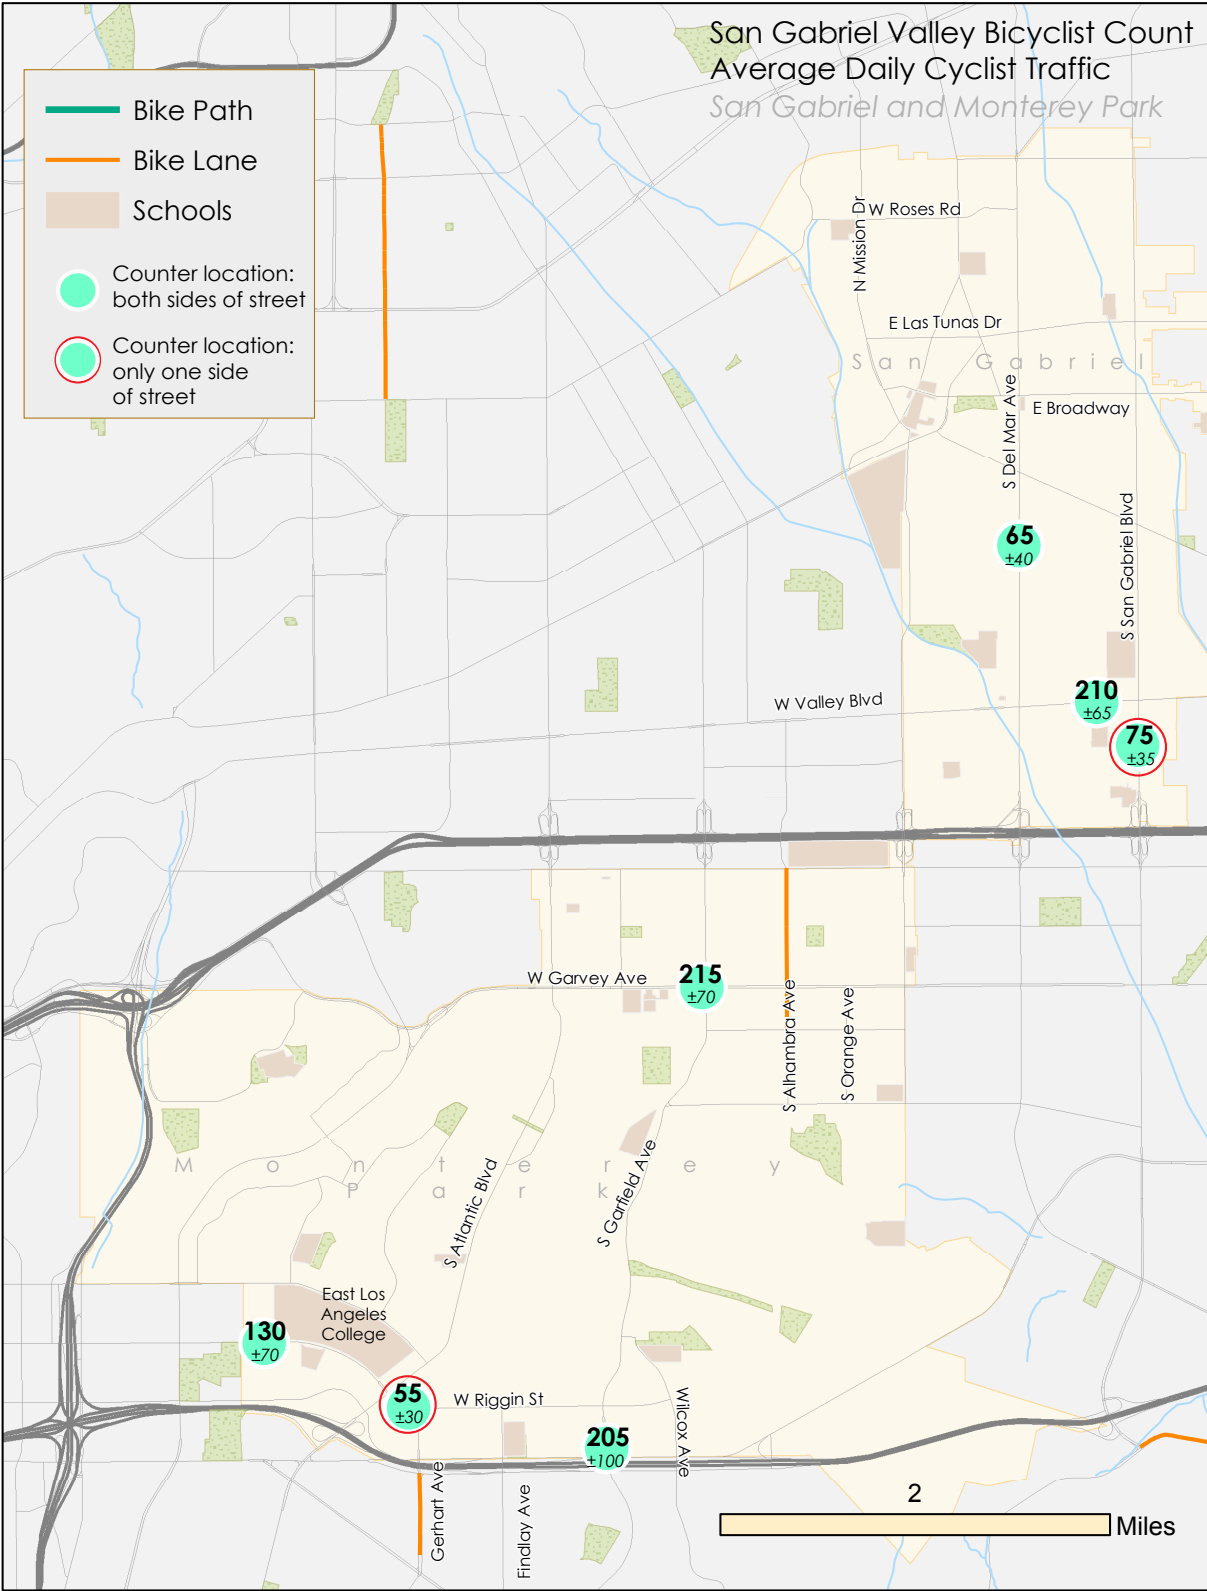 San Gabriel Valley Bicyclist Count
Average Daily Cyclist Traffic
San Gabriel and Monterey Park
Bike Path
Bike Lane
Schools
Counter location:
both sides of street
Counter location:
only one side
of street
W Roses Rd
N Mission Dr
E Las Tunas Dr
San Gabriel
S Del Mar Ave
E Broadway
S San Gabriel Blvd
65
±40
W Valley Blvd
210
±65
75
±35
W Garvey Ave
215
±70
S Alhambra Ave
S Orange Ave
Monterey
Park
S Atlantic Blvd
S Garfield Ave
East Los
Angeles
College
130
±70
55
±30
W Riggin St
205
±100
Wilcox Ave
Gerhart Ave
Findlay Ave
2
Miles